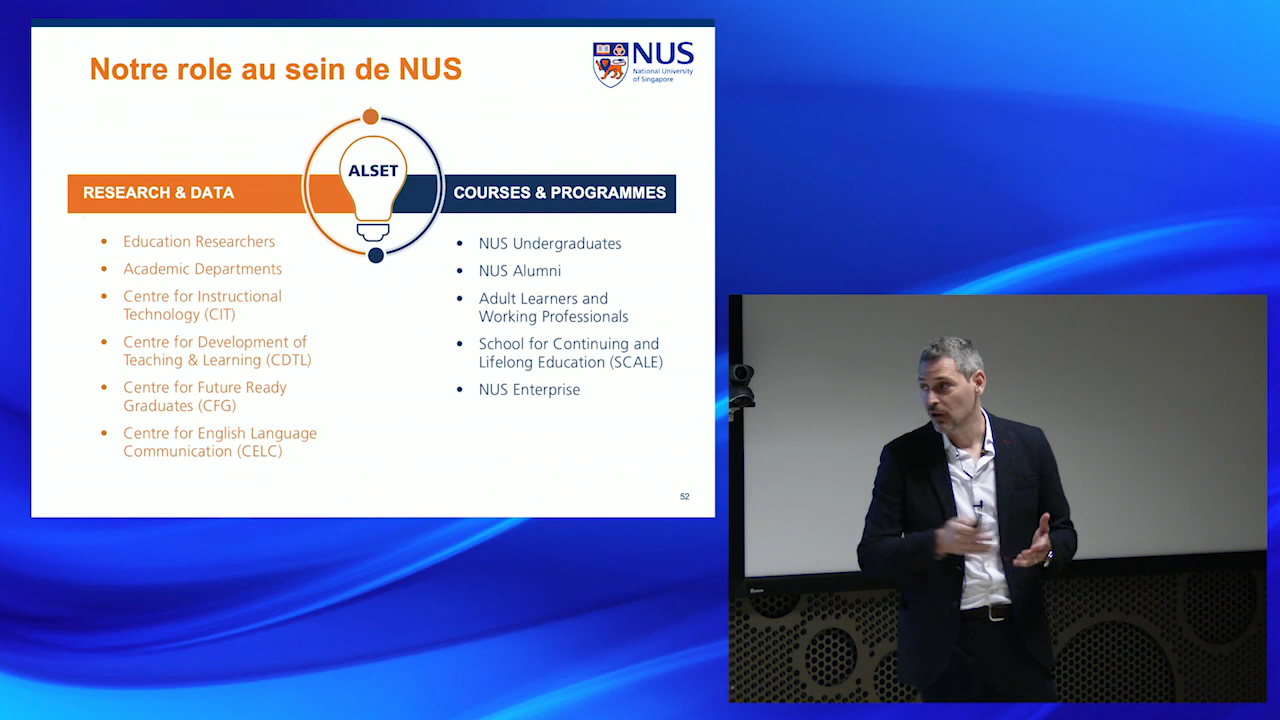 Notre role au sein de NUS
NUS
National University
of Singapore
ALSET
RESEARCH & DATA
COURSES & PROGRAMMES
• Education Researchers
• Academic Departments
• Centre for Instructional
Technology (CIT)
• Centre for Development of
Teaching & Learning (CDTL)
• Centre for Future Ready
Graduates (CFG)
• Centre for English Language
Communication (CELC)
• NUS Undergraduates
• NUS Alumni
• Adult Learners and
Working Professionals
• School for Continuing and
Lifelong Education (SCALE)
• NUS Enterprise
52